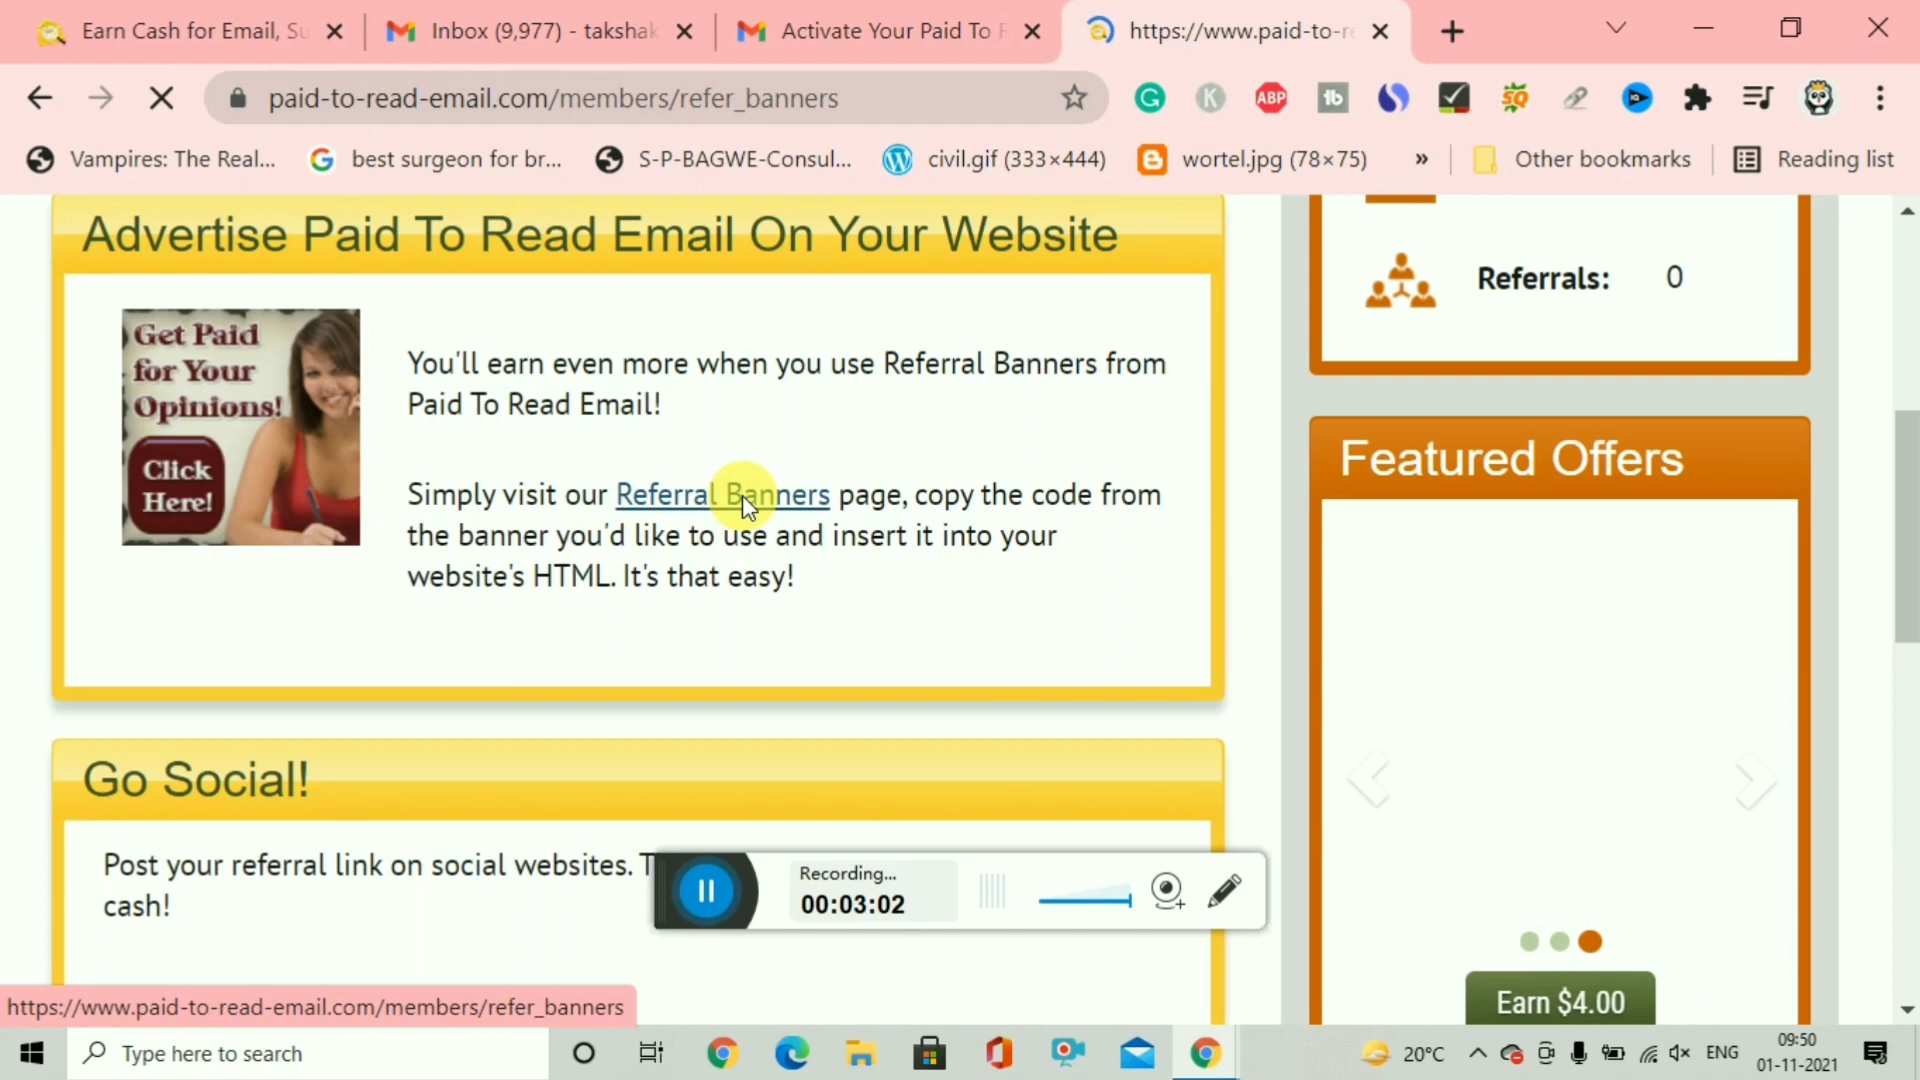 Earn Cash for Email, Su
Inbox (9,977) - takshak
Activate Your Paid To R
https://www.paid-to-re
paid-to-read-email.com/members/refer_banners
Vampires: The Real...
best surgeon for br...
S-P-BAGWE-Consul...
civil.gif (333×444)
wortel.jpg (78×75)
»
Other bookmarks
Reading list
ABP
Advertise Paid To Read Email On Your Website
Get Paid
for Your
Opinions!
Click
Here!
You'll earn even more when you use Referral Banners from
Paid To Read Email!
Simply visit our Referral Banners page, copy the code from
the banner you'd like to use and insert it into your
website's HTML. It's that easy!
Referrals: 0
Featured Offers
Earn $4.00
Go Social!
Post your referral link on social websites. T
cash!
Recording...
00:03:02
https://www.paid-to-read-email.com/members/refer_banners
Type here to search
20°C
ENG
09:50
01-11-2021